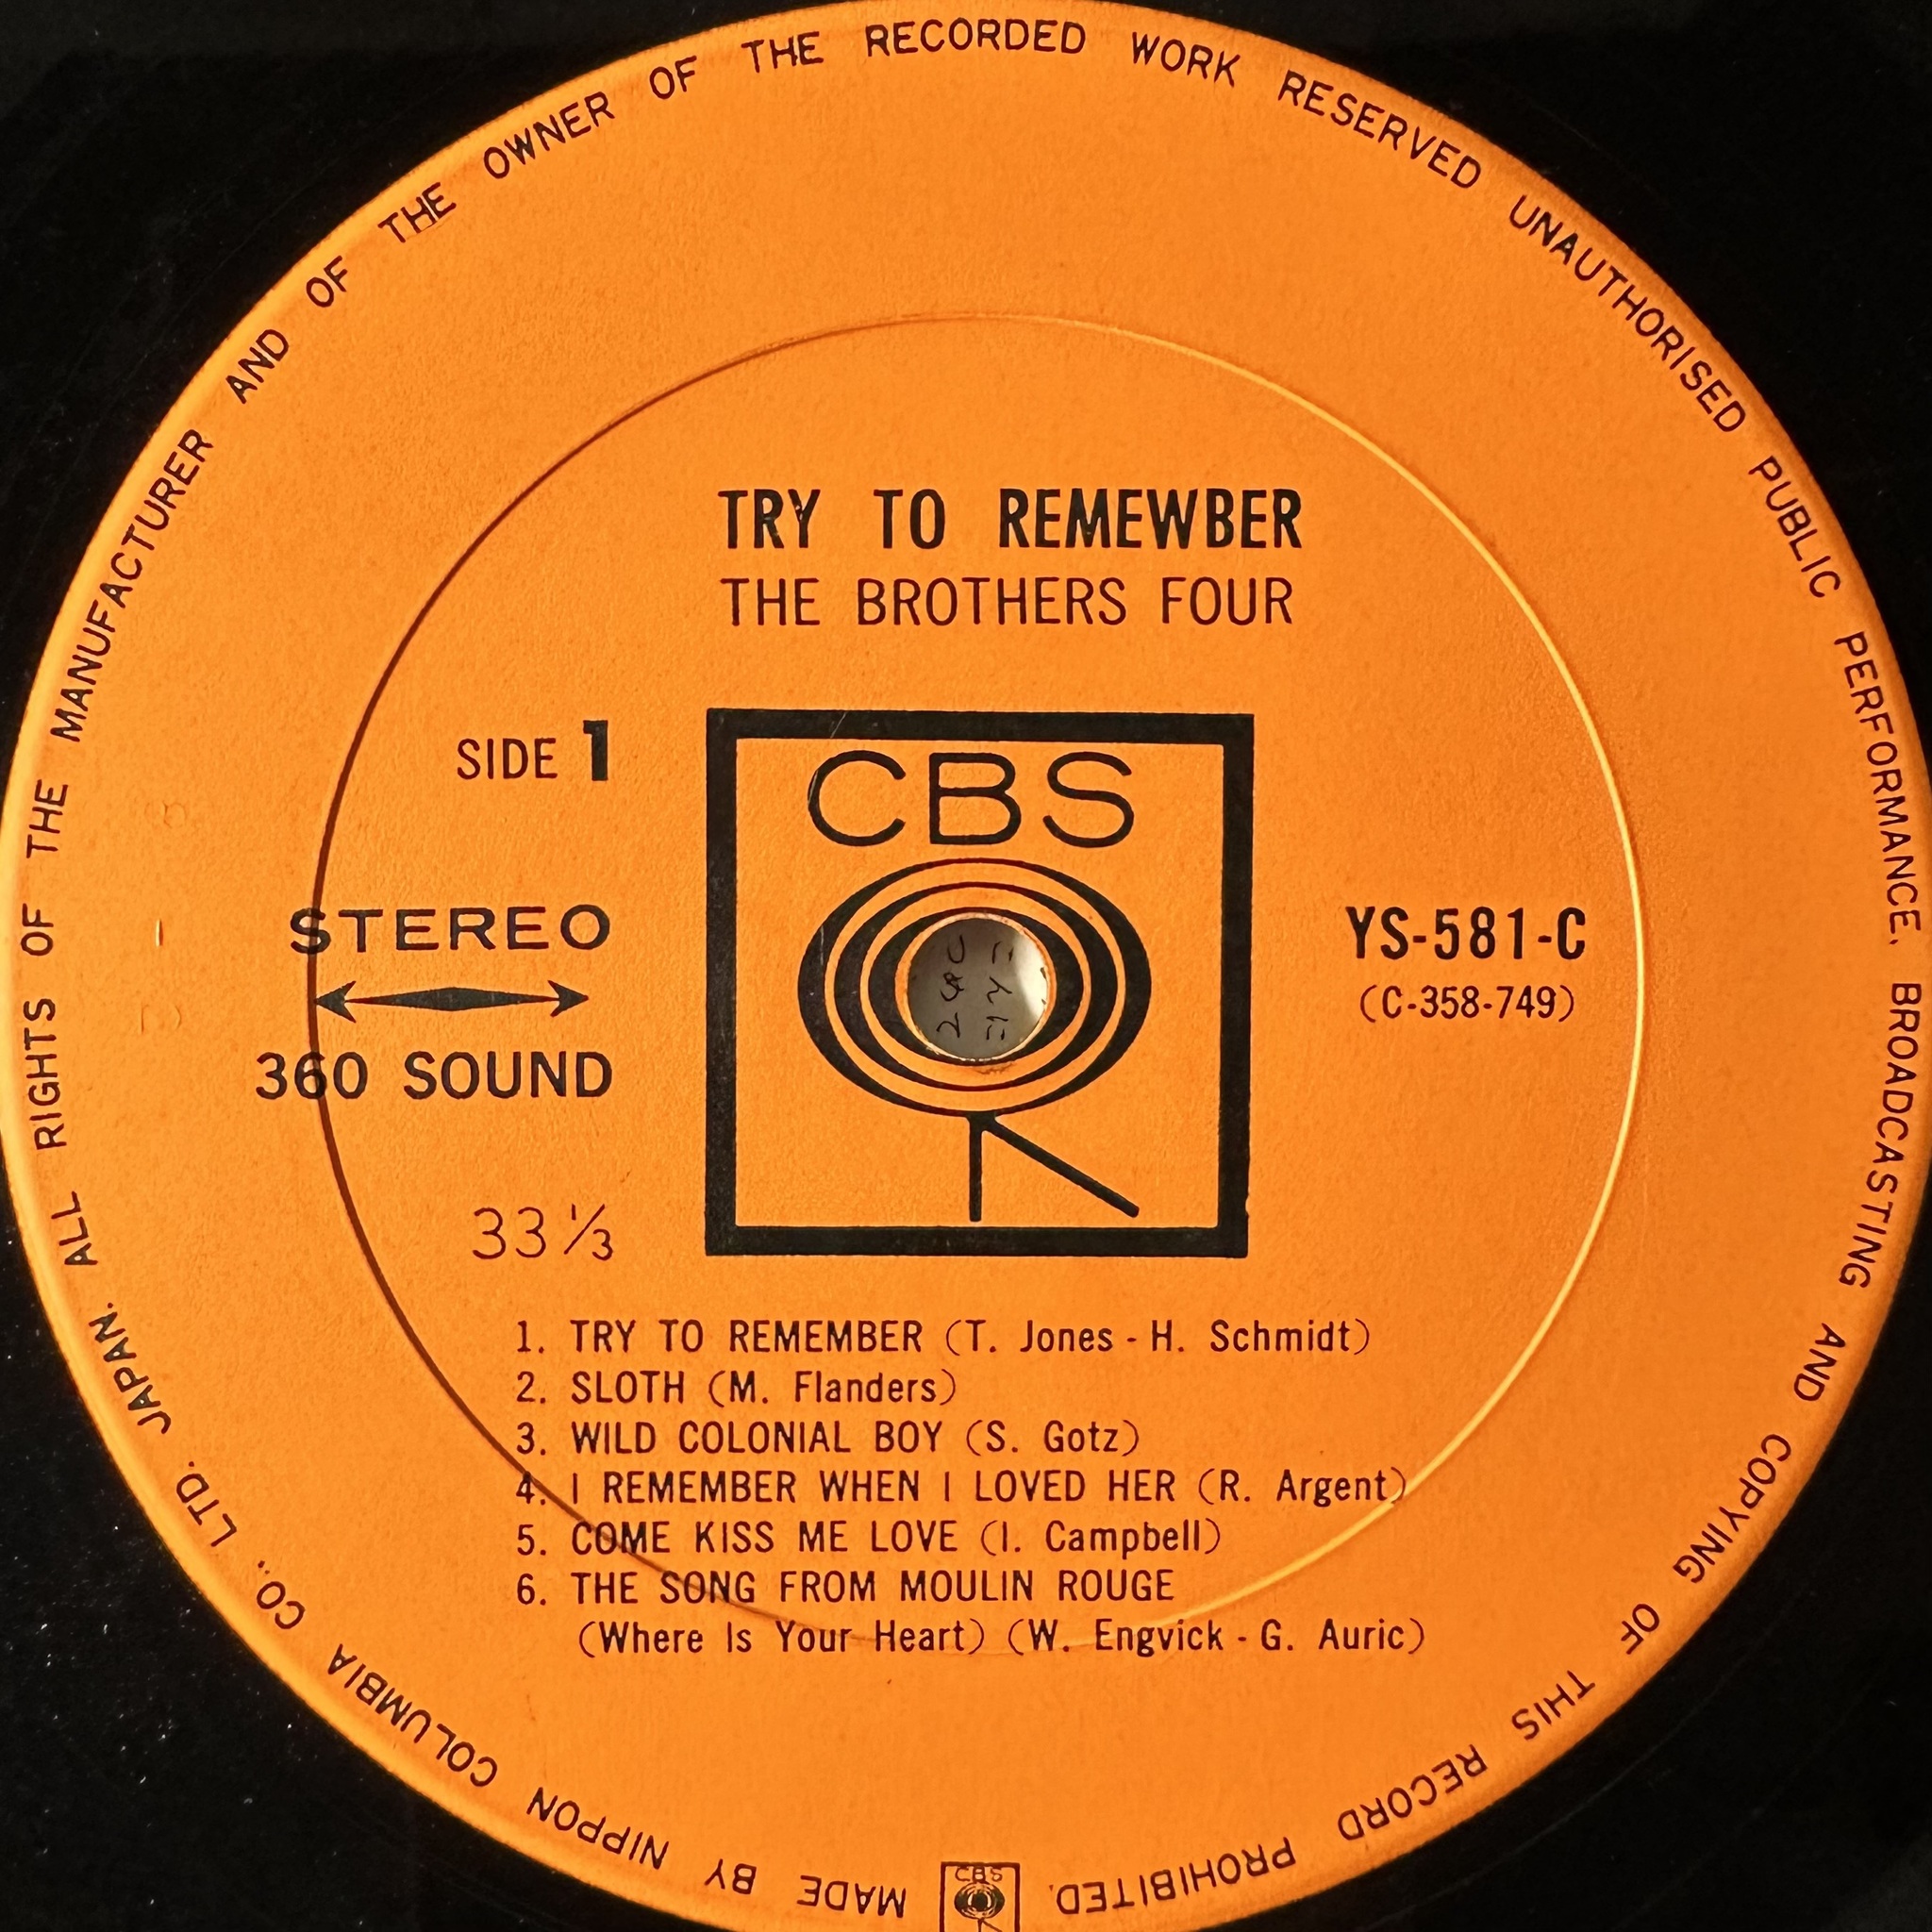 TRY TO REMEWBER
THE BROTHERS FOUR
SIDE 1
CBS
STEREO
360 SOUND
YS-581-C
(C-358-749)
33 1/3
1. TRY TO REMEMBER (T. Jones - H. Schmidt)
2. SLOTH (M. Flanders)
3. WILD COLONIAL BOY (S. Gotz)
4. I REMEMBER WHEN I LOVED HER (R. Argent)
5. COME KISS ME LOVE (I. Campbell)
6. THE SONG FROM MOULIN ROUGE
(Where Is Your Heart) (W. Engvick - G. Auric)
MADE BY NIPPON COLUMBIA CO., LTD. JAPAN. ALL RIGHTS OF THE MANUFACTURER AND OF THE OWNER OF THE RECORDED WORK RESERVED UNAUTHORISED PUBLIC PERFORMANCE, BROADCASTING AND COPYING OF THIS RECORD PROHIBITED.
CBS